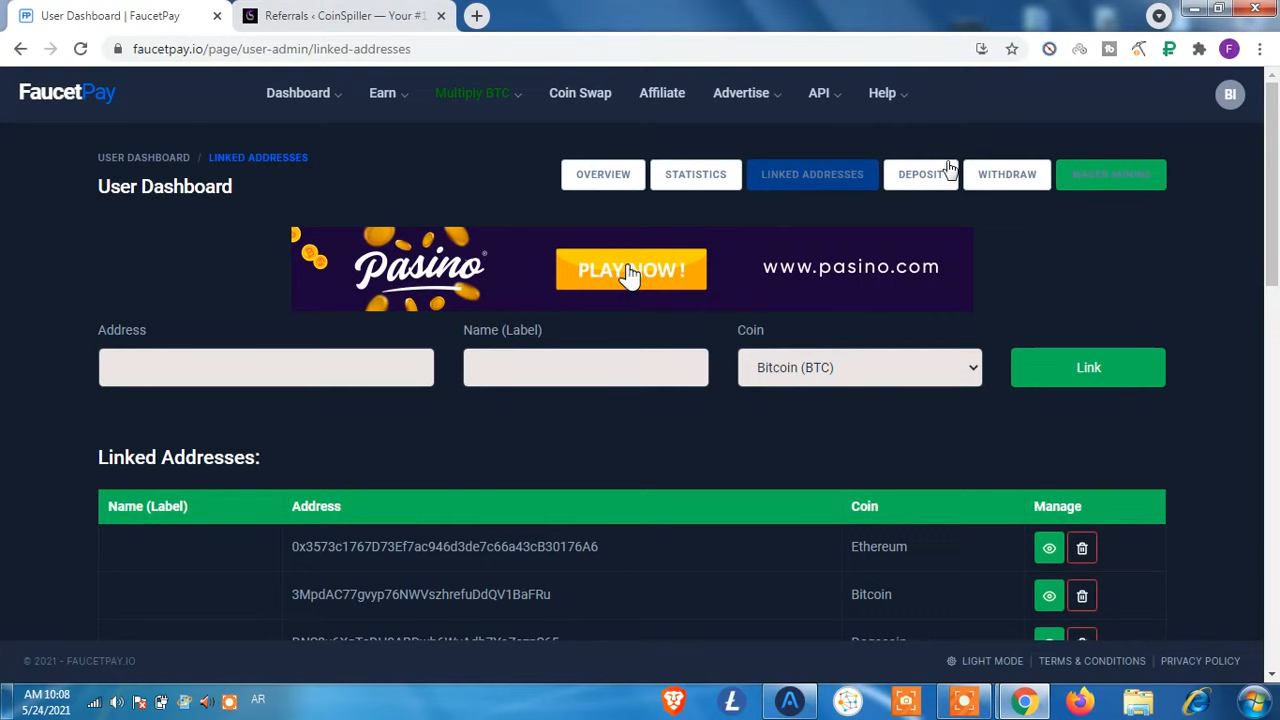 User Dashboard | FaucetPay
Referrals ‹ CoinSpiller — Your #1
faucetpay.io/page/user-admin/linked-addresses
F
FaucetPay
Dashboard
Earn
Multiply BTC
Coin Swap
Affiliate
Advertise
API
Help
BI
USER DASHBOARD / LINKED ADDRESSES
User Dashboard
OVERVIEW
STATISTICS
LINKED ADDRESSES
DEPOSIT
WITHDRAW
WAGER MINING
Pasino
PLAY NOW !
www.pasino.com
Address
Name (Label)
Coin
Bitcoin (BTC)
Link
Linked Addresses:
Name (Label) Address Coin Manage
0x3573c1767D73Ef7ac946d3de7c66a43cB30176A6 Ethereum
3MpdAC77gvyp76NWVszhrefuDdQV1BaFRu Bitcoin
© 2021 - FAUCETPAY.IO
LIGHT MODE | TERMS & CONDITIONS | PRIVACY POLICY
AM 10:08
5/24/2021
AR